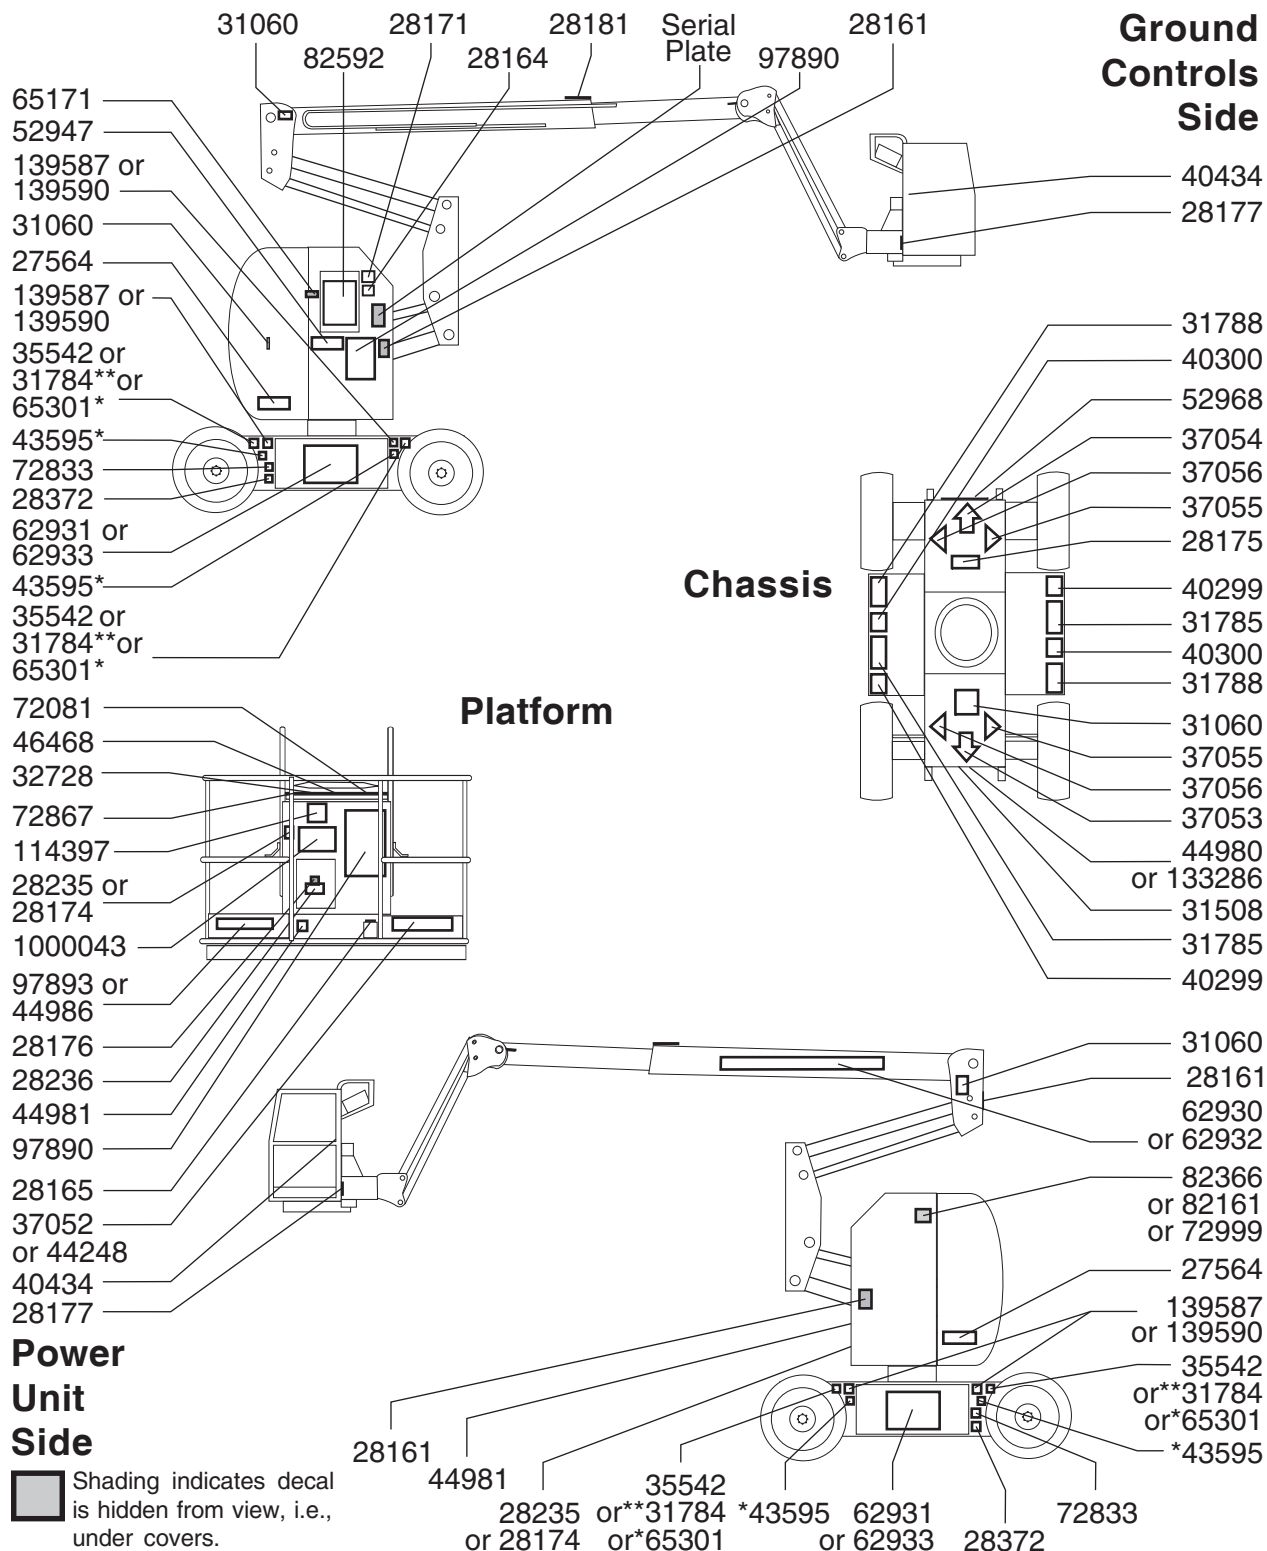 31060
28171
28181
Serial
Plate
28161
82592
28164
97890
Ground
Controls
Side
65171
52947
139587 or
139590
31060
27564
139587 or
139590
35542 or
31784**or
65301*
43595*
72833
28372
62931 or
62933
43595*
35542 or
31784**or
65301*
40434
28177
Chassis
31788
40300
52968
37054
37056
37055
28175
40299
31785
40300
31788
31060
37055
37056
37053
44980
or 133286
31508
31785
40299
Platform
72081
46468
32728
72867
114397
28235 or
28174
1000043
97893 or
44986
28176
28236
44981
97890
28165
37052
or 44248
40434
28177
31060
28161
62930
or 62932
82366
or 82161
or 72999
27564
139587
or 139590
35542
or**31784
or*65301
*43595
Power
Unit
Side
Shading indicates decal
is hidden from view, i.e.,
under covers.
28161
44981
28235
or 28174
35542
or**31784
or*65301
*43595
62931
or 62933
28372
72833